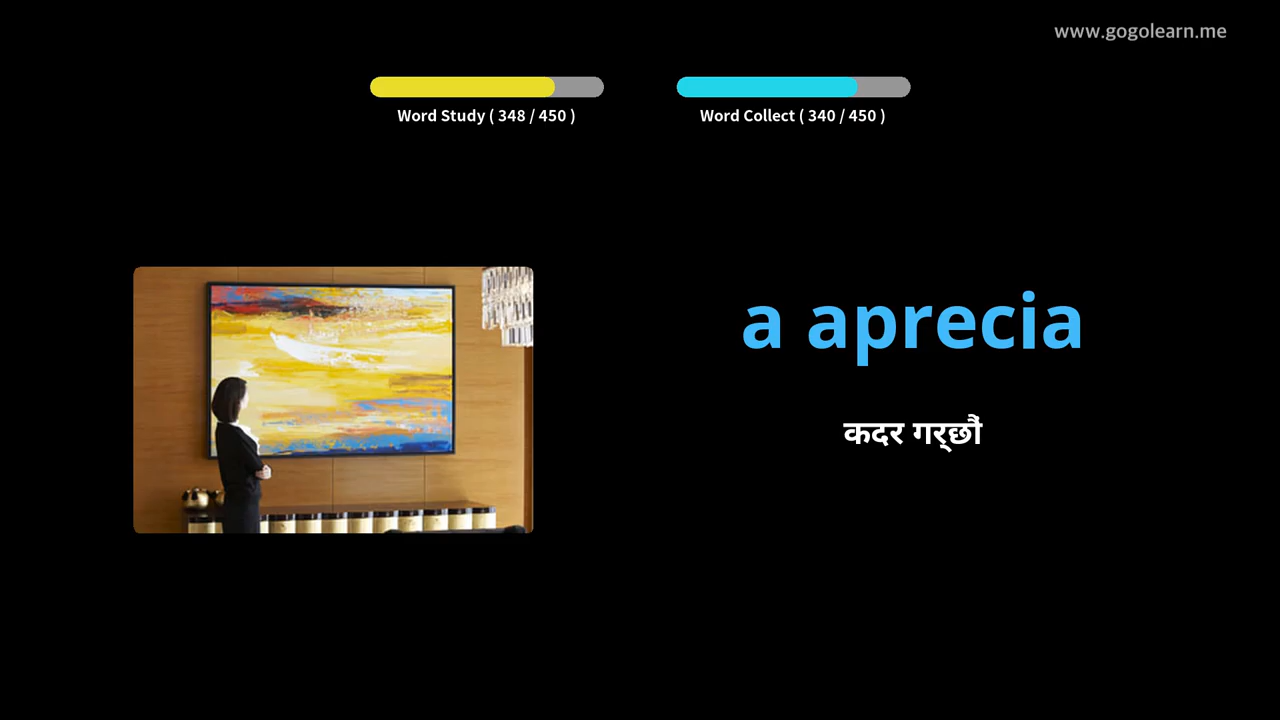 www.gogolearn.me
Word Study ( 348 / 450 )
Word Collect ( 340 / 450 )
a aprecia
कदर गर्छौं